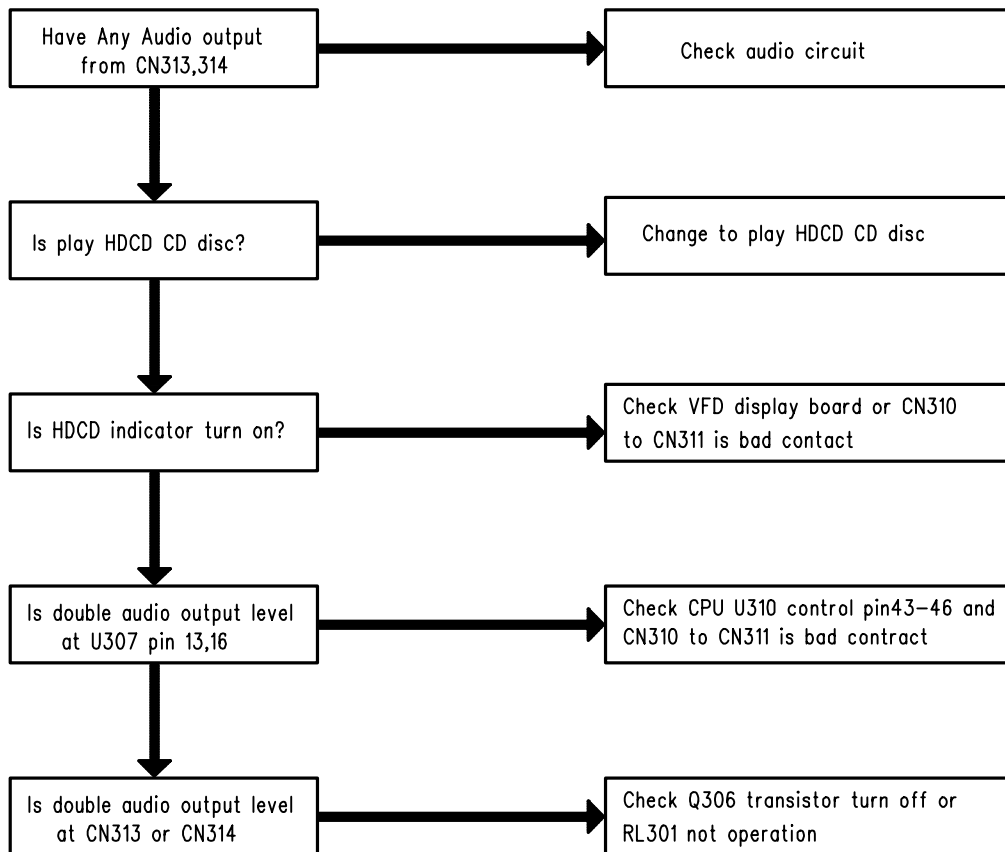 Have Any Audio output
from CN313,314
Check audio circuit
Is play HDCD CD disc?
Change to play HDCD CD disc
Is HDCD indicator turn on?
Check VFD display board or CN310
to CN311 is bad contact
Is double audio output level
at U307 pin 13,16
Check CPU U310 control pin43-46 and
CN310 to CN311 is bad contract
Is double audio output level
at CN313 or CN314
Check Q306 transistor turn off or
RL301 not operation